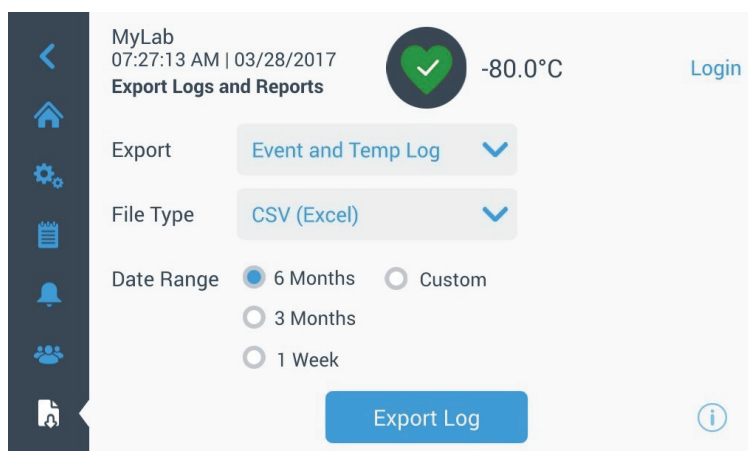 MyLab
07:27:13 AM | 03/28/2017
Export Logs and Reports
-80.0°C
Login
Export
Event and Temp Log
File Type
CSV (Excel)
Date Range
6 Months
Custom
3 Months
1 Week
Export Log
i